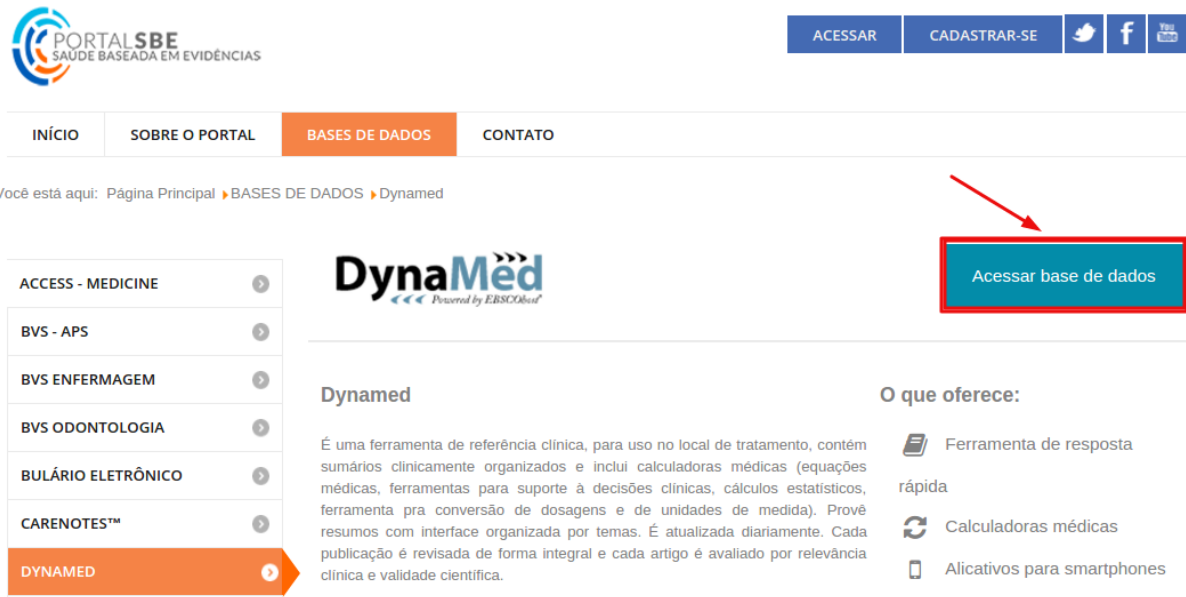 PORTALSBE
SAÚDE BASEADA EM EVIDÊNCIAS
ACESSAR
CADASTRAR-SE
You
Tube
INÍCIO
SOBRE O PORTAL
BASES DE DADOS
CONTATO
Você está aqui: Página Principal BASES DE DADOS Dynamed
ACCESS - MEDICINE
BVS - APS
BVS ENFERMAGEM
BVS ODONTOLOGIA
BULÁRIO ELETRÔNICO
CARENOTES™
DYNAMED
DynaMed
Powered by EBSCOhost®
Acessar base de dados
Dynamed
É uma ferramenta de referência clínica, para uso no local de tratamento, contém
sumários clinicamente organizados e inclui calculadoras médicas (equações
médicas, ferramentas para suporte à decisões clínicas, cálculos estatísticos,
ferramenta pra conversão de dosagens e de unidades de medida). Provê
resumos com interface organizada por temas. É atualizada diariamente. Cada
publicação é revisada de forma integral e cada artigo é avaliado por relevância
clínica e validade científica.
O que oferece:
Ferramenta de resposta
rápida
Calculadoras médicas
Alicativos para smartphones